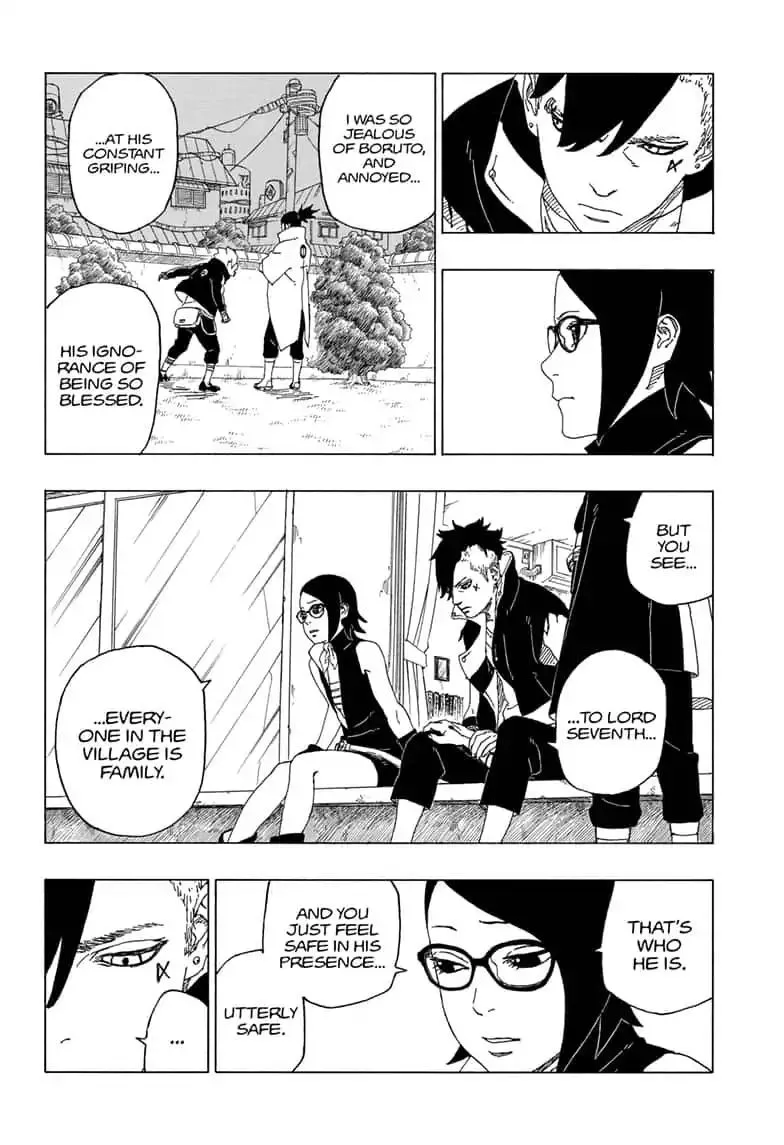 I WAS SO
JEALOUS
OF BORUTO,
AND
ANNOYED...
...AT HIS
CONSTANT
GRIPING...
HIS IGNO-
RANCE OF
BEING SO
BLESSED.
BUT
YOU
SEE...
...TO LORD
SEVENTH...
...EVERY-
ONE IN THE
VILLAGE IS
FAMILY.
THAT'S
WHO
HE IS.
AND YOU
JUST FEEL
SAFE IN HIS
PRESENCE...
UTTERLY
SAFE.
...